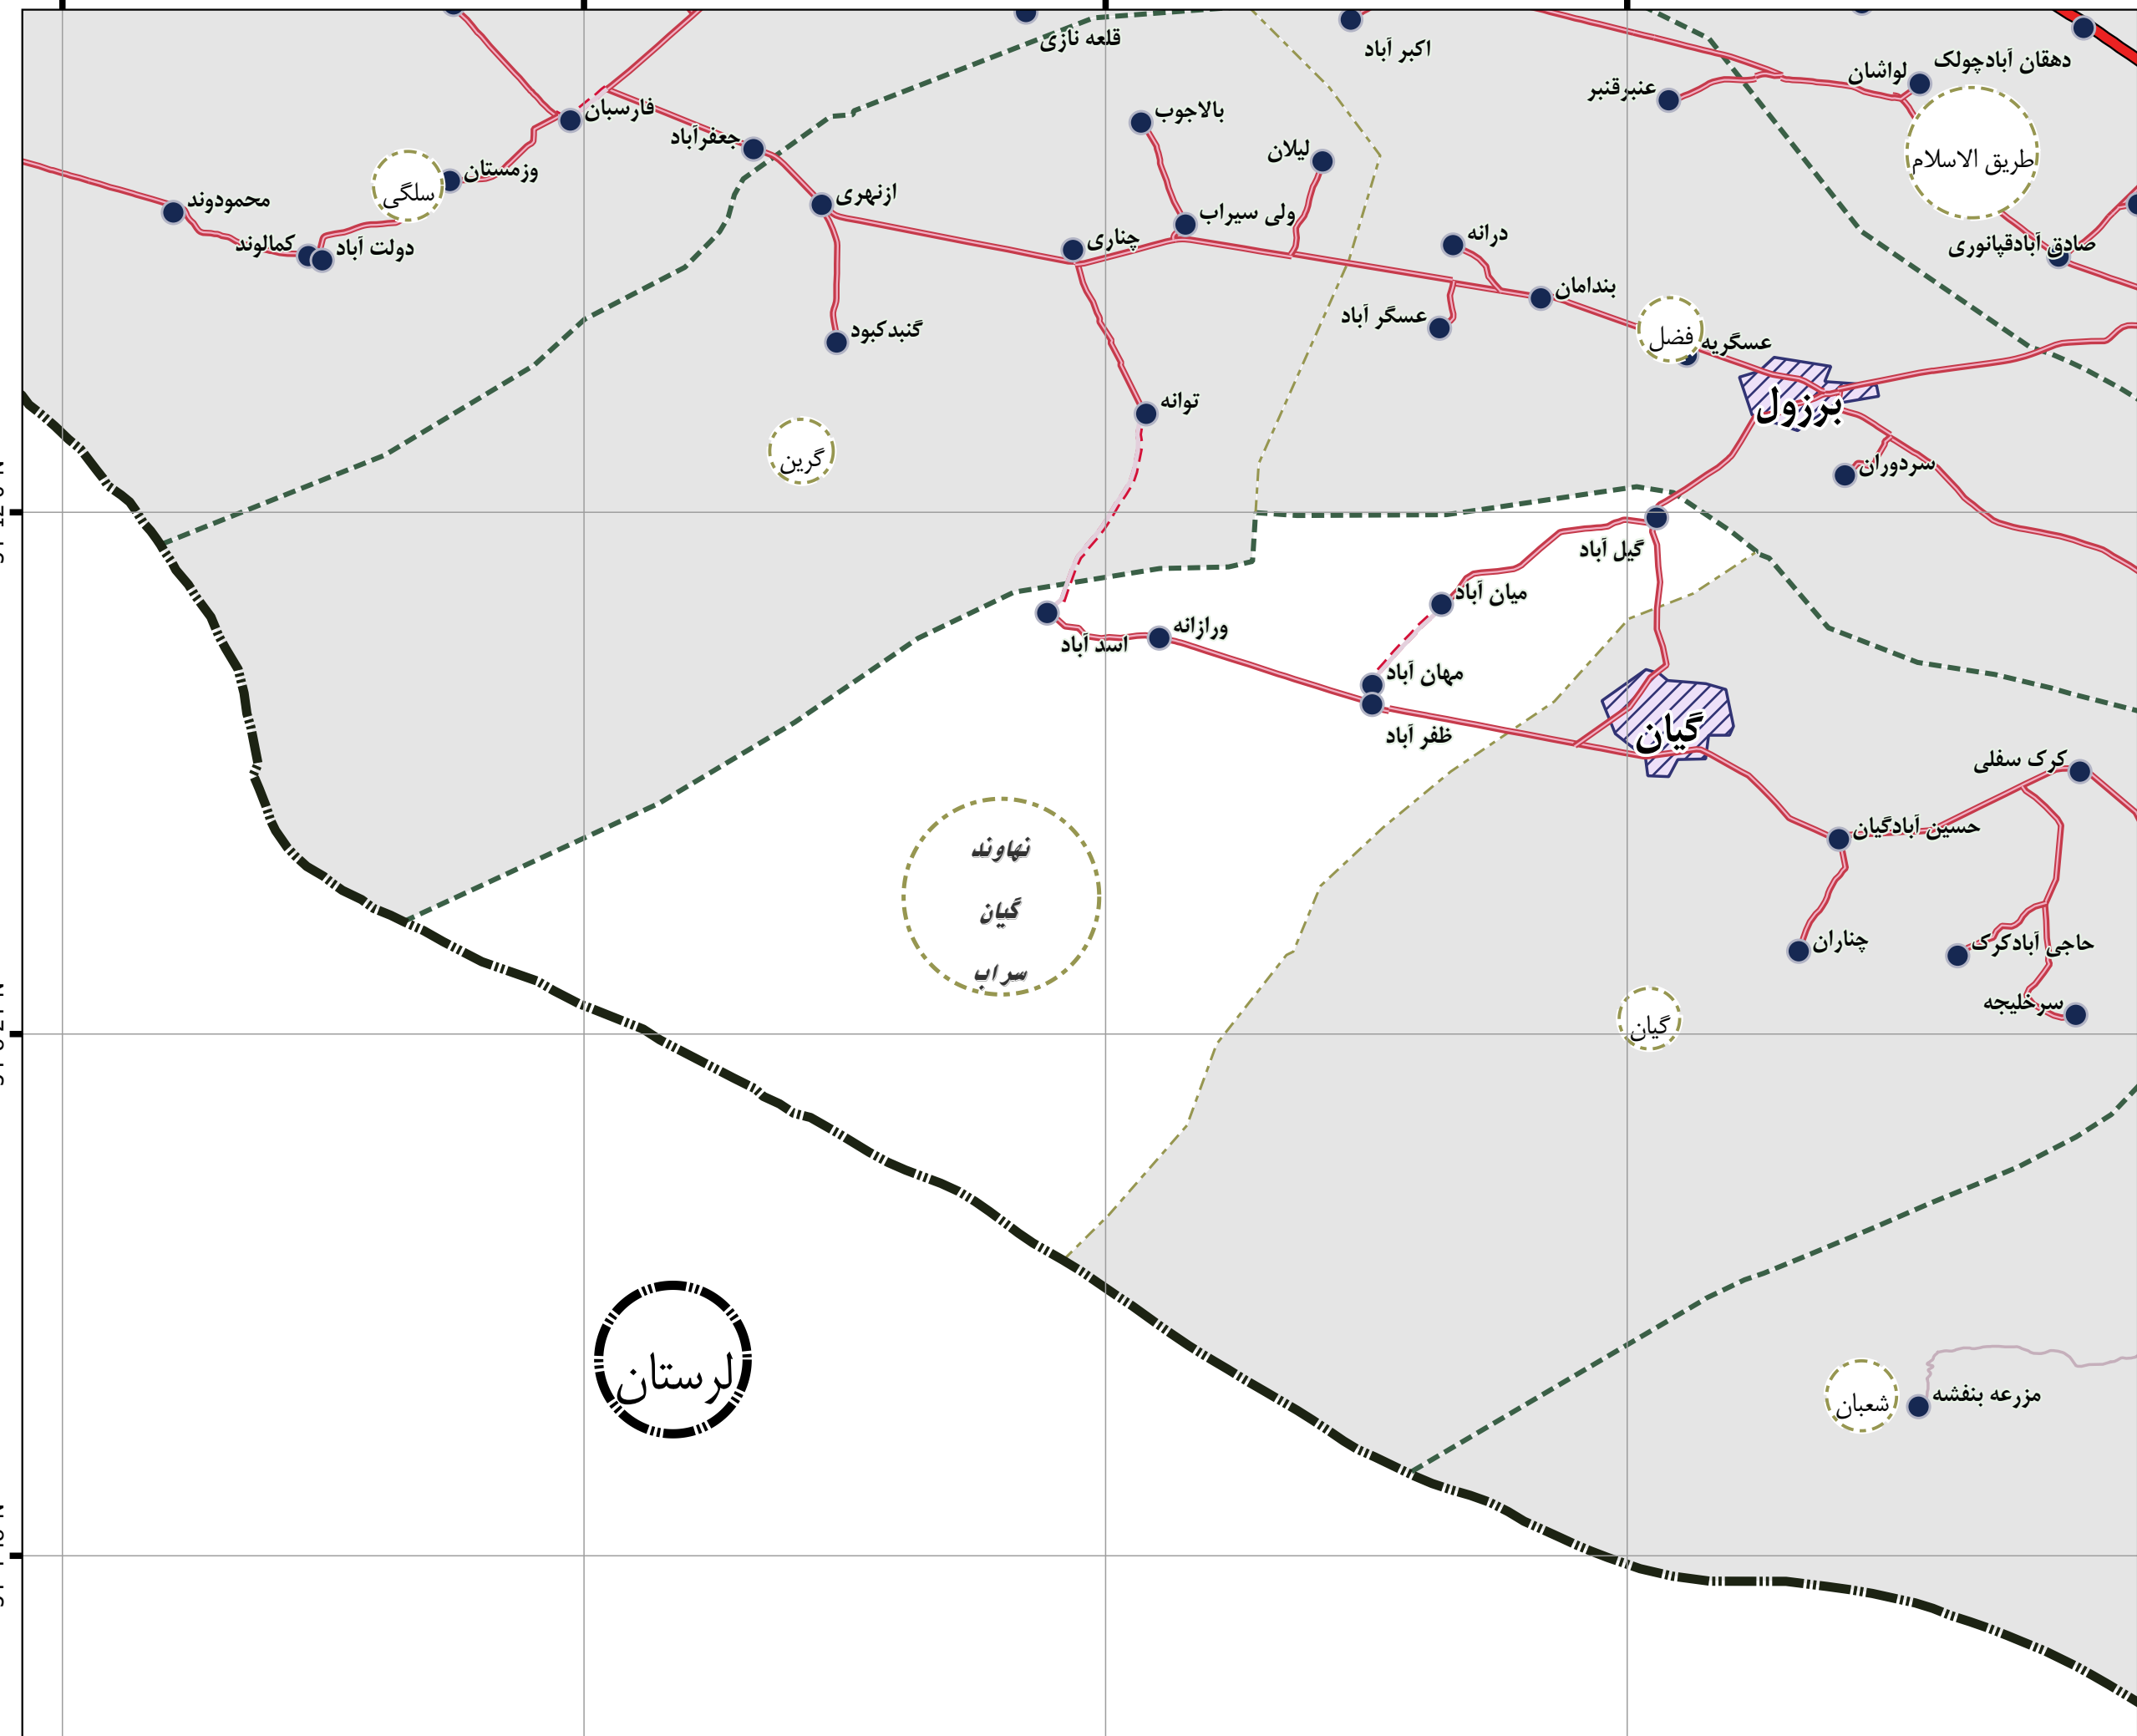 قلعه نازی
اکبر آباد
دهقان آبادچولک
لواشان
عنبرقنبر
فارسبان
بالاجوب
جعفرآباد
لیلان
طریق الاسلام
وزمستان
سلگی
محمودوند
ازنهری
ولی سیراب
چناری
درانه
صادق آبادقپانوری
کمالوند
دولت آباد
بندامان
عسگر آباد
گنبدکبود
فضل
عسگریه
توانه
برزول
گرین
سردوران
گیل آباد
میان آباد
ورازانه
اسد آباد
مهان آباد
ظفر آباد
گیان
کرک سفلی
حسین آبادگیان
نهاوند
گیان
سراب
چناران
حاجی آبادکرک
سرخلیجه
گیان
لرستان
مزرعه بنفشه
شعبان